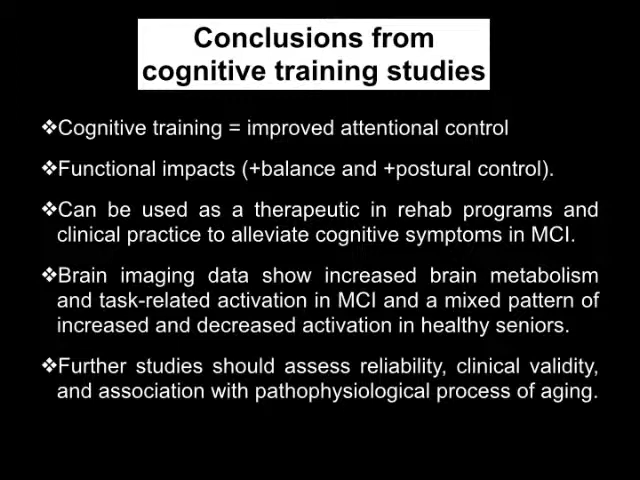 Conclusions from
cognitive training studies
❖Cognitive training = improved attentional control
❖Functional impacts (+balance and +postural control).
❖Can be used as a therapeutic in rehab programs and
clinical practice to alleviate cognitive symptoms in MCI.
❖Brain imaging data show increased brain metabolism
and task-related activation in MCI and a mixed pattern of
increased and decreased activation in healthy seniors.
❖Further studies should assess reliability, clinical validity,
and association with pathophysiological process of aging.